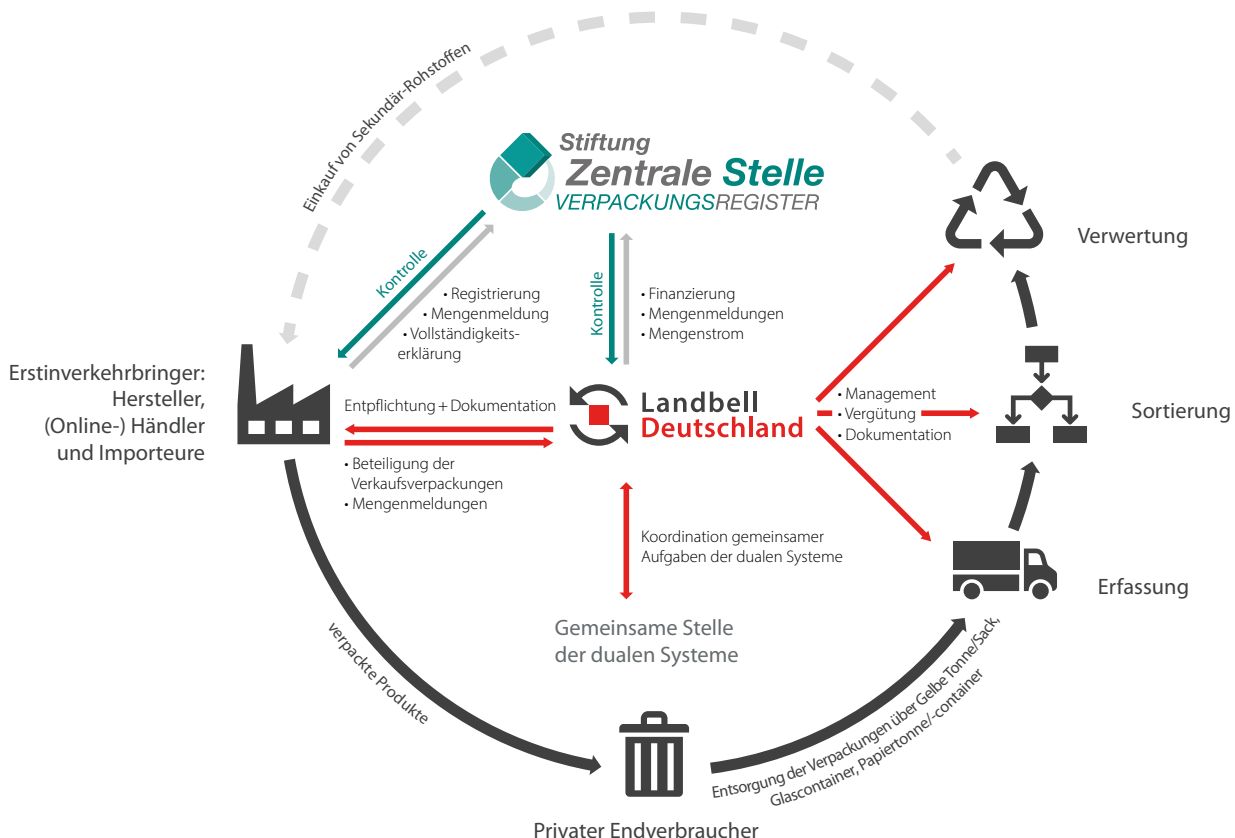 Einkauf von Sekundär-Rohstoffen
Stiftung
Zentrale Stelle
VERPACKUNGSREGISTER
Verwertung
Kontrolle
• Registrierung
• Mengenmeldung
• Vollständigkeits-
erklärung
Kontrolle
• Finanzierung
• Mengenmeldungen
• Mengenstrom
Erstinverkehrbringer:
Hersteller,
(Online-) Händler
und Importeure
Entpflichtung + Dokumentation
Landbell
Deutschland
• Management
• Vergütung
• Dokumentation
Sortierung
• Beteiligung der
Verkaufsverpackungen
• Mengenmeldungen
Koordination gemeinsamer
Aufgaben der dualen Systeme
Erfassung
Gemeinsame Stelle
der dualen Systeme
verpackte Produkte
Entsorgung der Verpackungen über Gelbe Tonne/Sack,
Glascontainer, Papiertonne/-container
Privater Endverbraucher